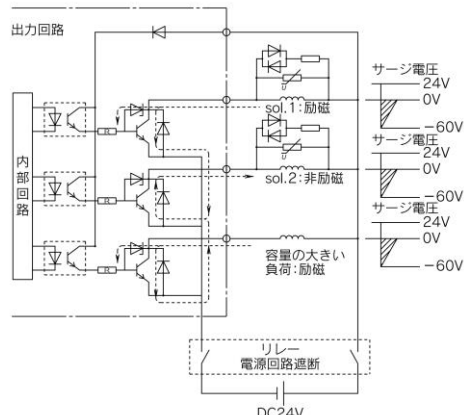 出力回路
サージ電圧
24V
0V
sol.1:励磁
-60V
サージ電圧
24V
内部回路
R
0V
sol.2:非励磁
-60V
サージ電圧
R
24V
0V
容量の大きい
負荷:励磁
-60V
R
リレー
電源回路遮断
DC24V